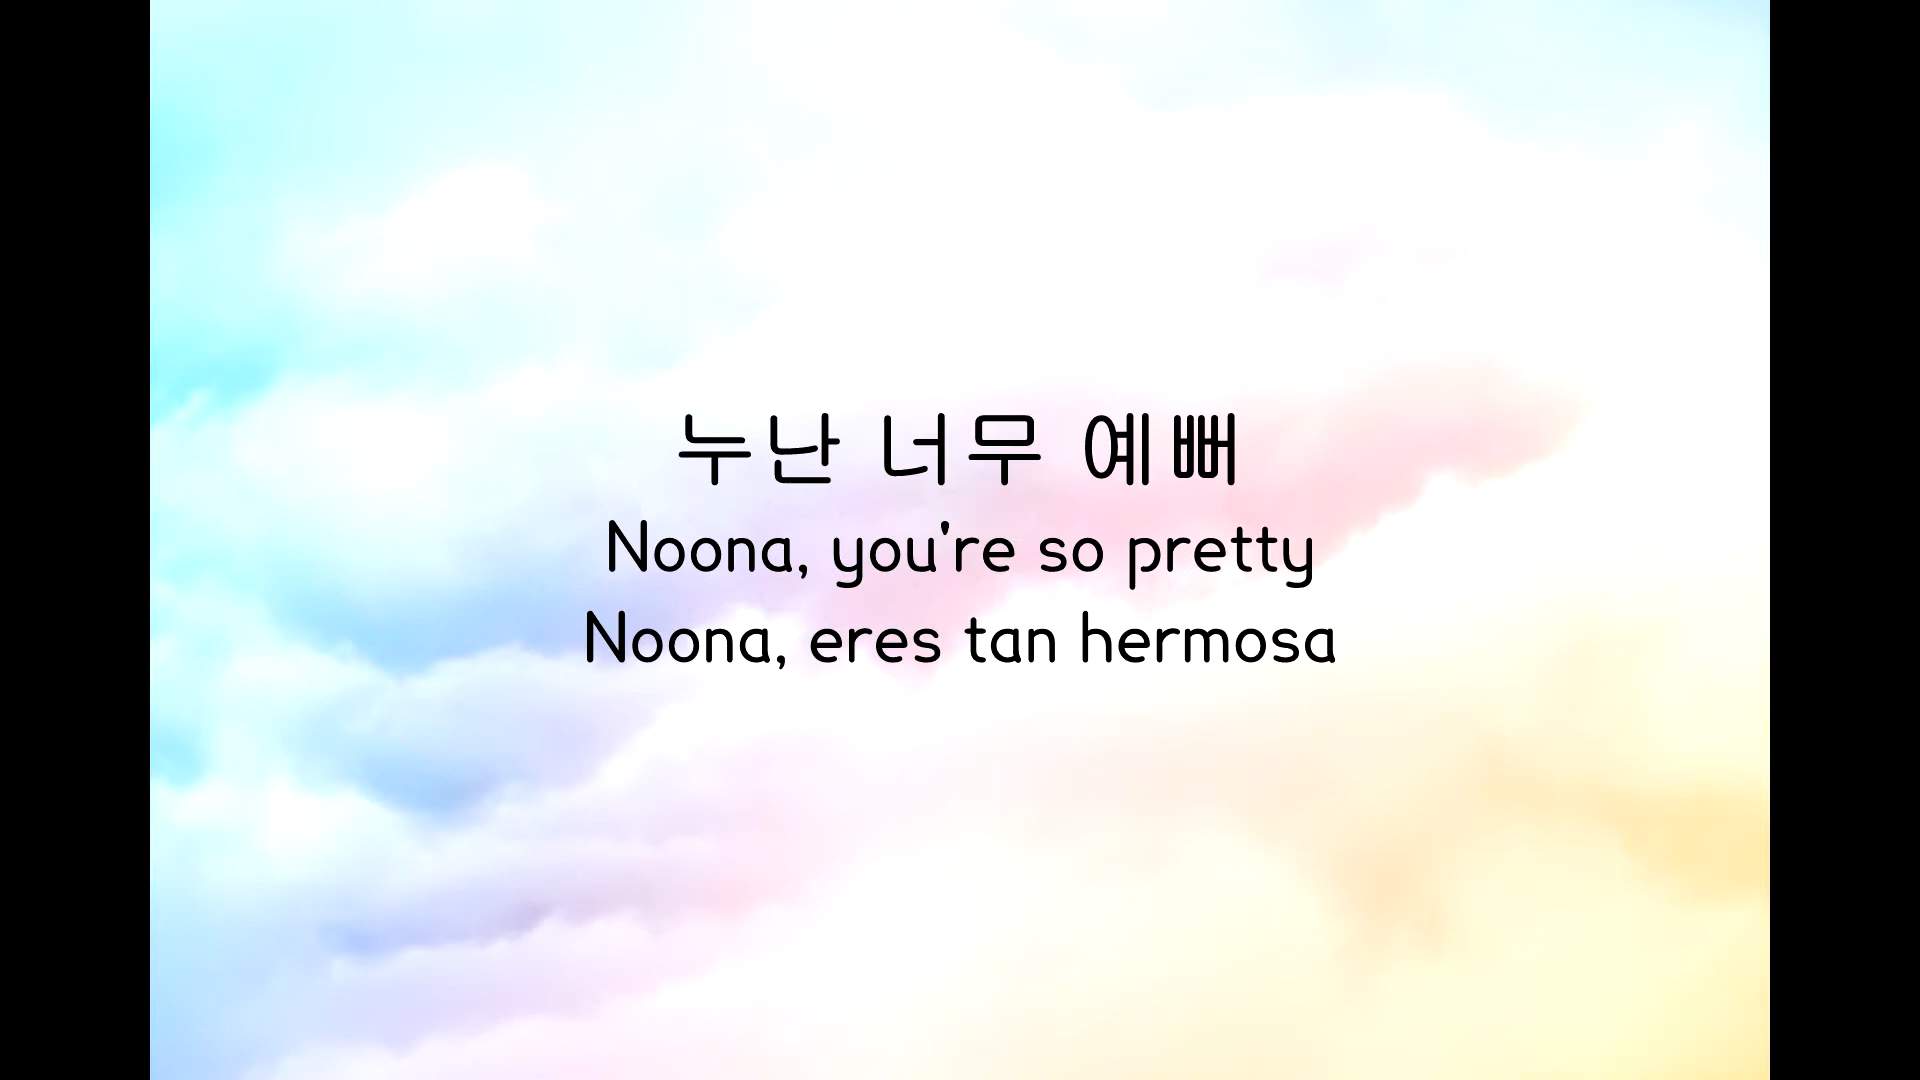 누난 너무 예뻐
Noona, you're so pretty
Noona, eres tan hermosa